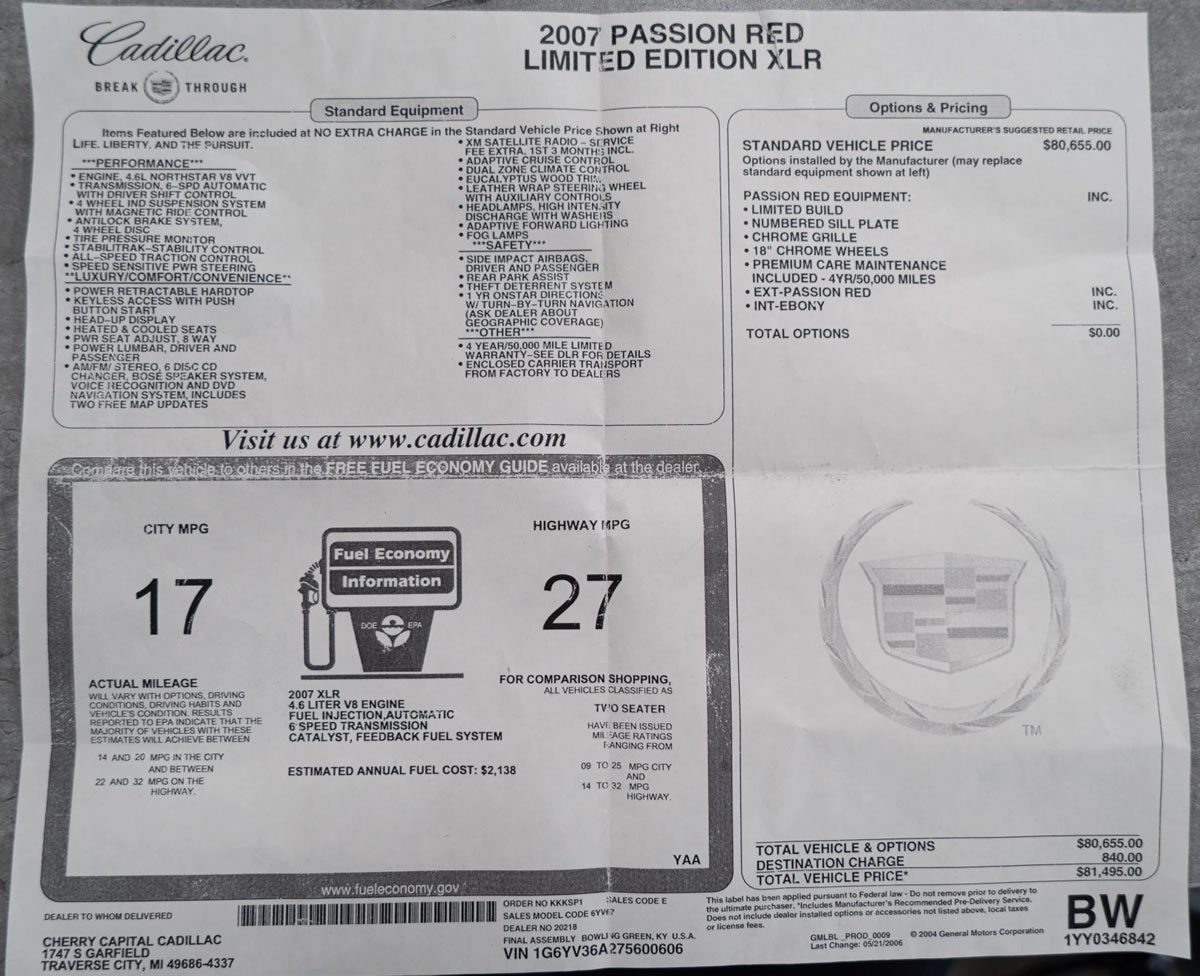 Cadillac.
BREAK THROUGH
2007 PASSION RED
LIMITED EDITION XLR
Standard Equipment
Items Featured Below are included at NO EXTRA CHARGE in the Standard Vehicle Price Shown at Right
LIFE. LIBERTY. AND THE PURSUIT.
***PERFORMANCE***
• ENGINE, 4.6L NORTHSTAR V8 VVT
• TRANSMISSION, 6-SPD AUTOMATIC
WITH DRIVER SHIFT CONTROL
• 4 WHEEL IND SUSPENSION SYSTEM
WITH MAGNETIC RIDE CONTROL
• ANTILOCK BRAKE SYSTEM,
4 WHEEL DISC
• TIRE PRESSURE MONITOR
• STABILITRAK-STABILITY CONTROL
• ALL-SPEED TRACTION CONTROL
• SPEED SENSITIVE PWR STEERING
**LUXURY/COMFORT/CONVENIENCE**
• POWER RETRACTABLE HARDTOP
• KEYLESS ACCESS WITH PUSH
BUTTON START
• HEAD-UP DISPLAY
• HEATED & COOLED SEATS
• PWR SEAT ADJUST, 8 WAY
• POWER LUMBAR, DRIVER AND
PASSENGER
• AM/FM/ STEREO, 6 DISC CD
CHANGER, BOSE SPEAKER SYSTEM,
VOICE RECOGNITION AND DVD
NAVIGATION SYSTEM, INCLUDES
TWO FREE MAP UPDATES
• XM SATELLITE RADIO - SERVICE
FEE EXTRA. 1ST 3 MONTHS INCL.
• ADAPTIVE CRUISE CONTROL
• DUAL ZONE CLIMATE CONTROL
• EUCALYPTUS WOOD TRIM
• LEATHER WRAP STEERING WHEEL
WITH AUXILIARY CONTROLS
• HEADLAMPS, HIGH INTENSITY
DISCHARGE WITH WASHERS
• ADAPTIVE FORWARD LIGHTING
• FOG LAMPS
***SAFETY***
• SIDE IMPACT AIRBAGS,
DRIVER AND PASSENGER
• REAR PARK ASSIST
• THEFT DETERRENT SYSTEM
• 1 YR ONSTAR DIRECTIONS
W/ TURN-BY-TURN NAVIGATION
(ASK DEALER ABOUT
GEOGRAPHIC COVERAGE)
***OTHER***
• 4 YEAR/50,000 MILE LIMITED
WARRANTY-SEE DLR FOR DETAILS
• ENCLOSED CARRIER TRANSPORT
FROM FACTORY TO DEALERS
Options & Pricing
MANUFACTURER'S SUGGESTED RETAIL PRICE
STANDARD VEHICLE PRICE $80,655.00
Options installed by the Manufacturer (may replace
standard equipment shown at left)
PASSION RED EQUIPMENT: INC.
• LIMITED BUILD
• NUMBERED SILL PLATE
• CHROME GRILLE
• 18" CHROME WHEELS
• PREMIUM CARE MAINTENANCE
INCLUDED - 4YR/50,000 MILES
• EXT-PASSION RED INC.
• INT-EBONY INC.
TOTAL OPTIONS $0.00
Visit us at www.cadillac.com
Compare this vehicle to others in the FREE FUEL ECONOMY GUIDE available at the dealer.
CITY MPG
17
Fuel Economy
Information
DOE EPA
HIGHWAY MPG
27
ACTUAL MILEAGE
WILL VARY WITH OPTIONS, DRIVING
CONDITIONS, DRIVING HABITS AND
VEHICLE'S CONDITION. RESULTS
REPORTED TO EPA INDICATE THAT THE
MAJORITY OF VEHICLES WITH THESE
ESTIMATES WILL ACHIEVE BETWEEN
14 AND 20 MPG IN THE CITY
AND BETWEEN
22 AND 32 MPG ON THE
HIGHWAY.
2007 XLR
4.6 LITER V8 ENGINE
FUEL INJECTION,AUTOMATIC
6 SPEED TRANSMISSION
CATALYST, FEEDBACK FUEL SYSTEM
ESTIMATED ANNUAL FUEL COST: $2,138
FOR COMPARISON SHOPPING,
ALL VEHICLES CLASSIFIED AS
TWO SEATER
HAVE BEEN ISSUED
MILEAGE RATINGS
RANGING FROM
09 TO 25 MPG CITY
AND
14 TO 32 MPG
HIGHWAY.
YAA
www.fueleconomy.gov
TM
TOTAL VEHICLE & OPTIONS $80,655.00
DESTINATION CHARGE 840.00
TOTAL VEHICLE PRICE* $81,495.00
DEALER TO WHOM DELIVERED
CHERRY CAPITAL CADILLAC
1747 S GARFIELD
TRAVERSE CITY, MI 49686-4337
ORDER NO KKKSP1 SALES CODE E
SALES MODEL CODE 6YV67
DEALER NO 20218
FINAL ASSEMBLY BOWLING GREEN, KY U.S.A.
VIN 1G6YV36A275600606
This label has been applied pursuant to Federal law - Do not remove prior to delivery to
the ultimate purchaser. *Includes Manufacturer's Recommended Pre-Delivery Service.
Does not include dealer installed options or accessories not listed above, local taxes
or license fees.
GMLBL_PROD_0009
Last Change: 05/21/2006
© 2004 General Motors Corporation
BW
1YY0346842